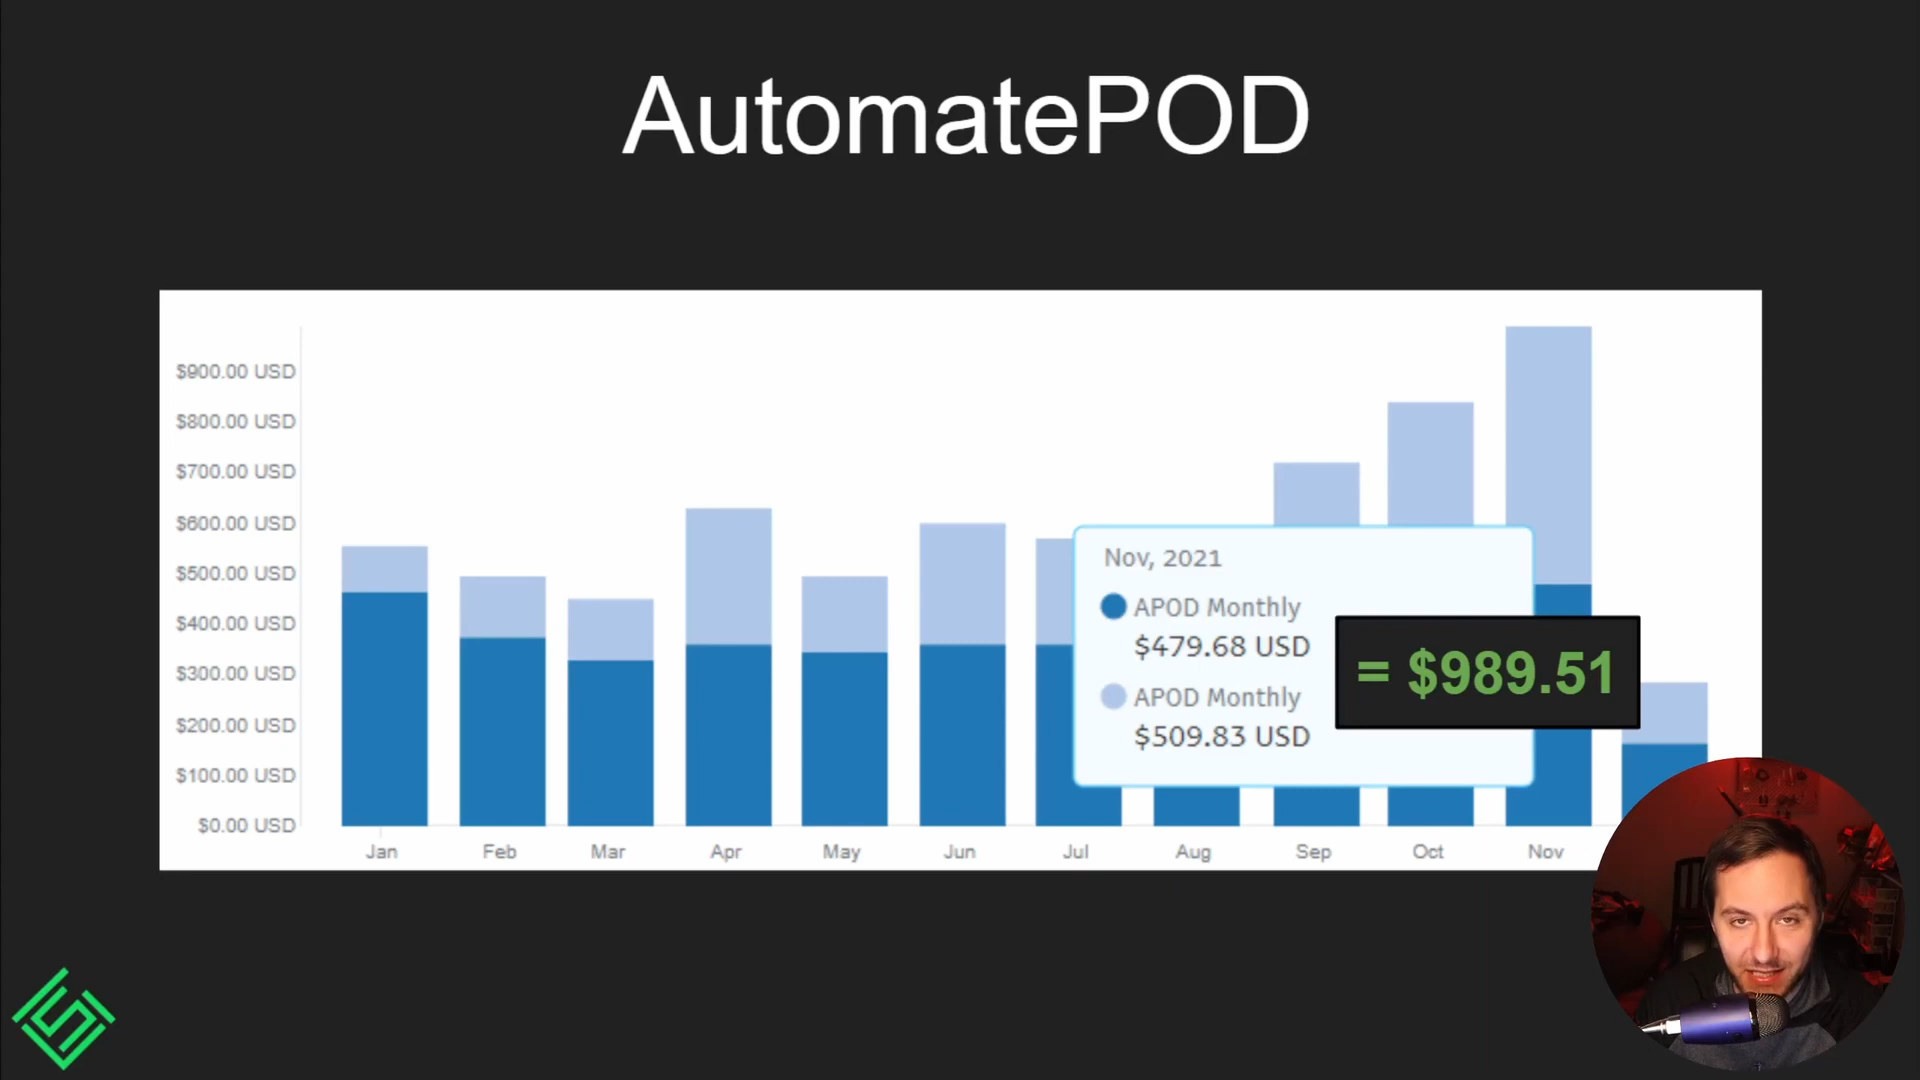 AutomatePOD
$900.00 USD
$800.00 USD
$700.00 USD
$600.00 USD
$500.00 USD
$400.00 USD
$300.00 USD
$200.00 USD
$100.00 USD
$0.00 USD
Nov, 2021
APOD Monthly
$479.68 USD
APOD Monthly
$509.83 USD
= $989.51
Jan Feb Mar Apr May Jun Jul Aug Sep Oct Nov